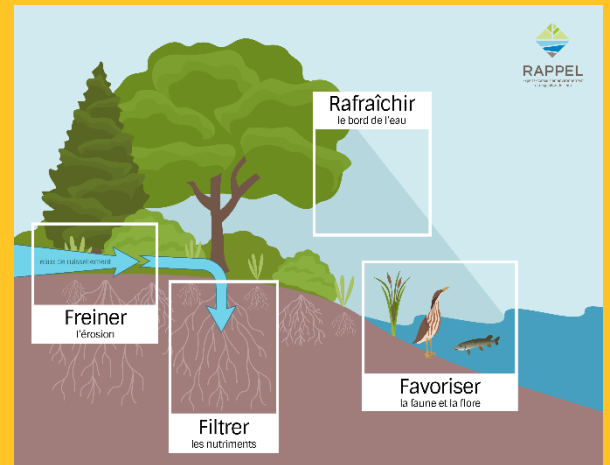 RAPPEL
Rafraîchir
le bord de l'eau
eaux de ruissellement
Freiner
l'érosion
Filtrer
les nutriments
Favoriser
la faune et la flore